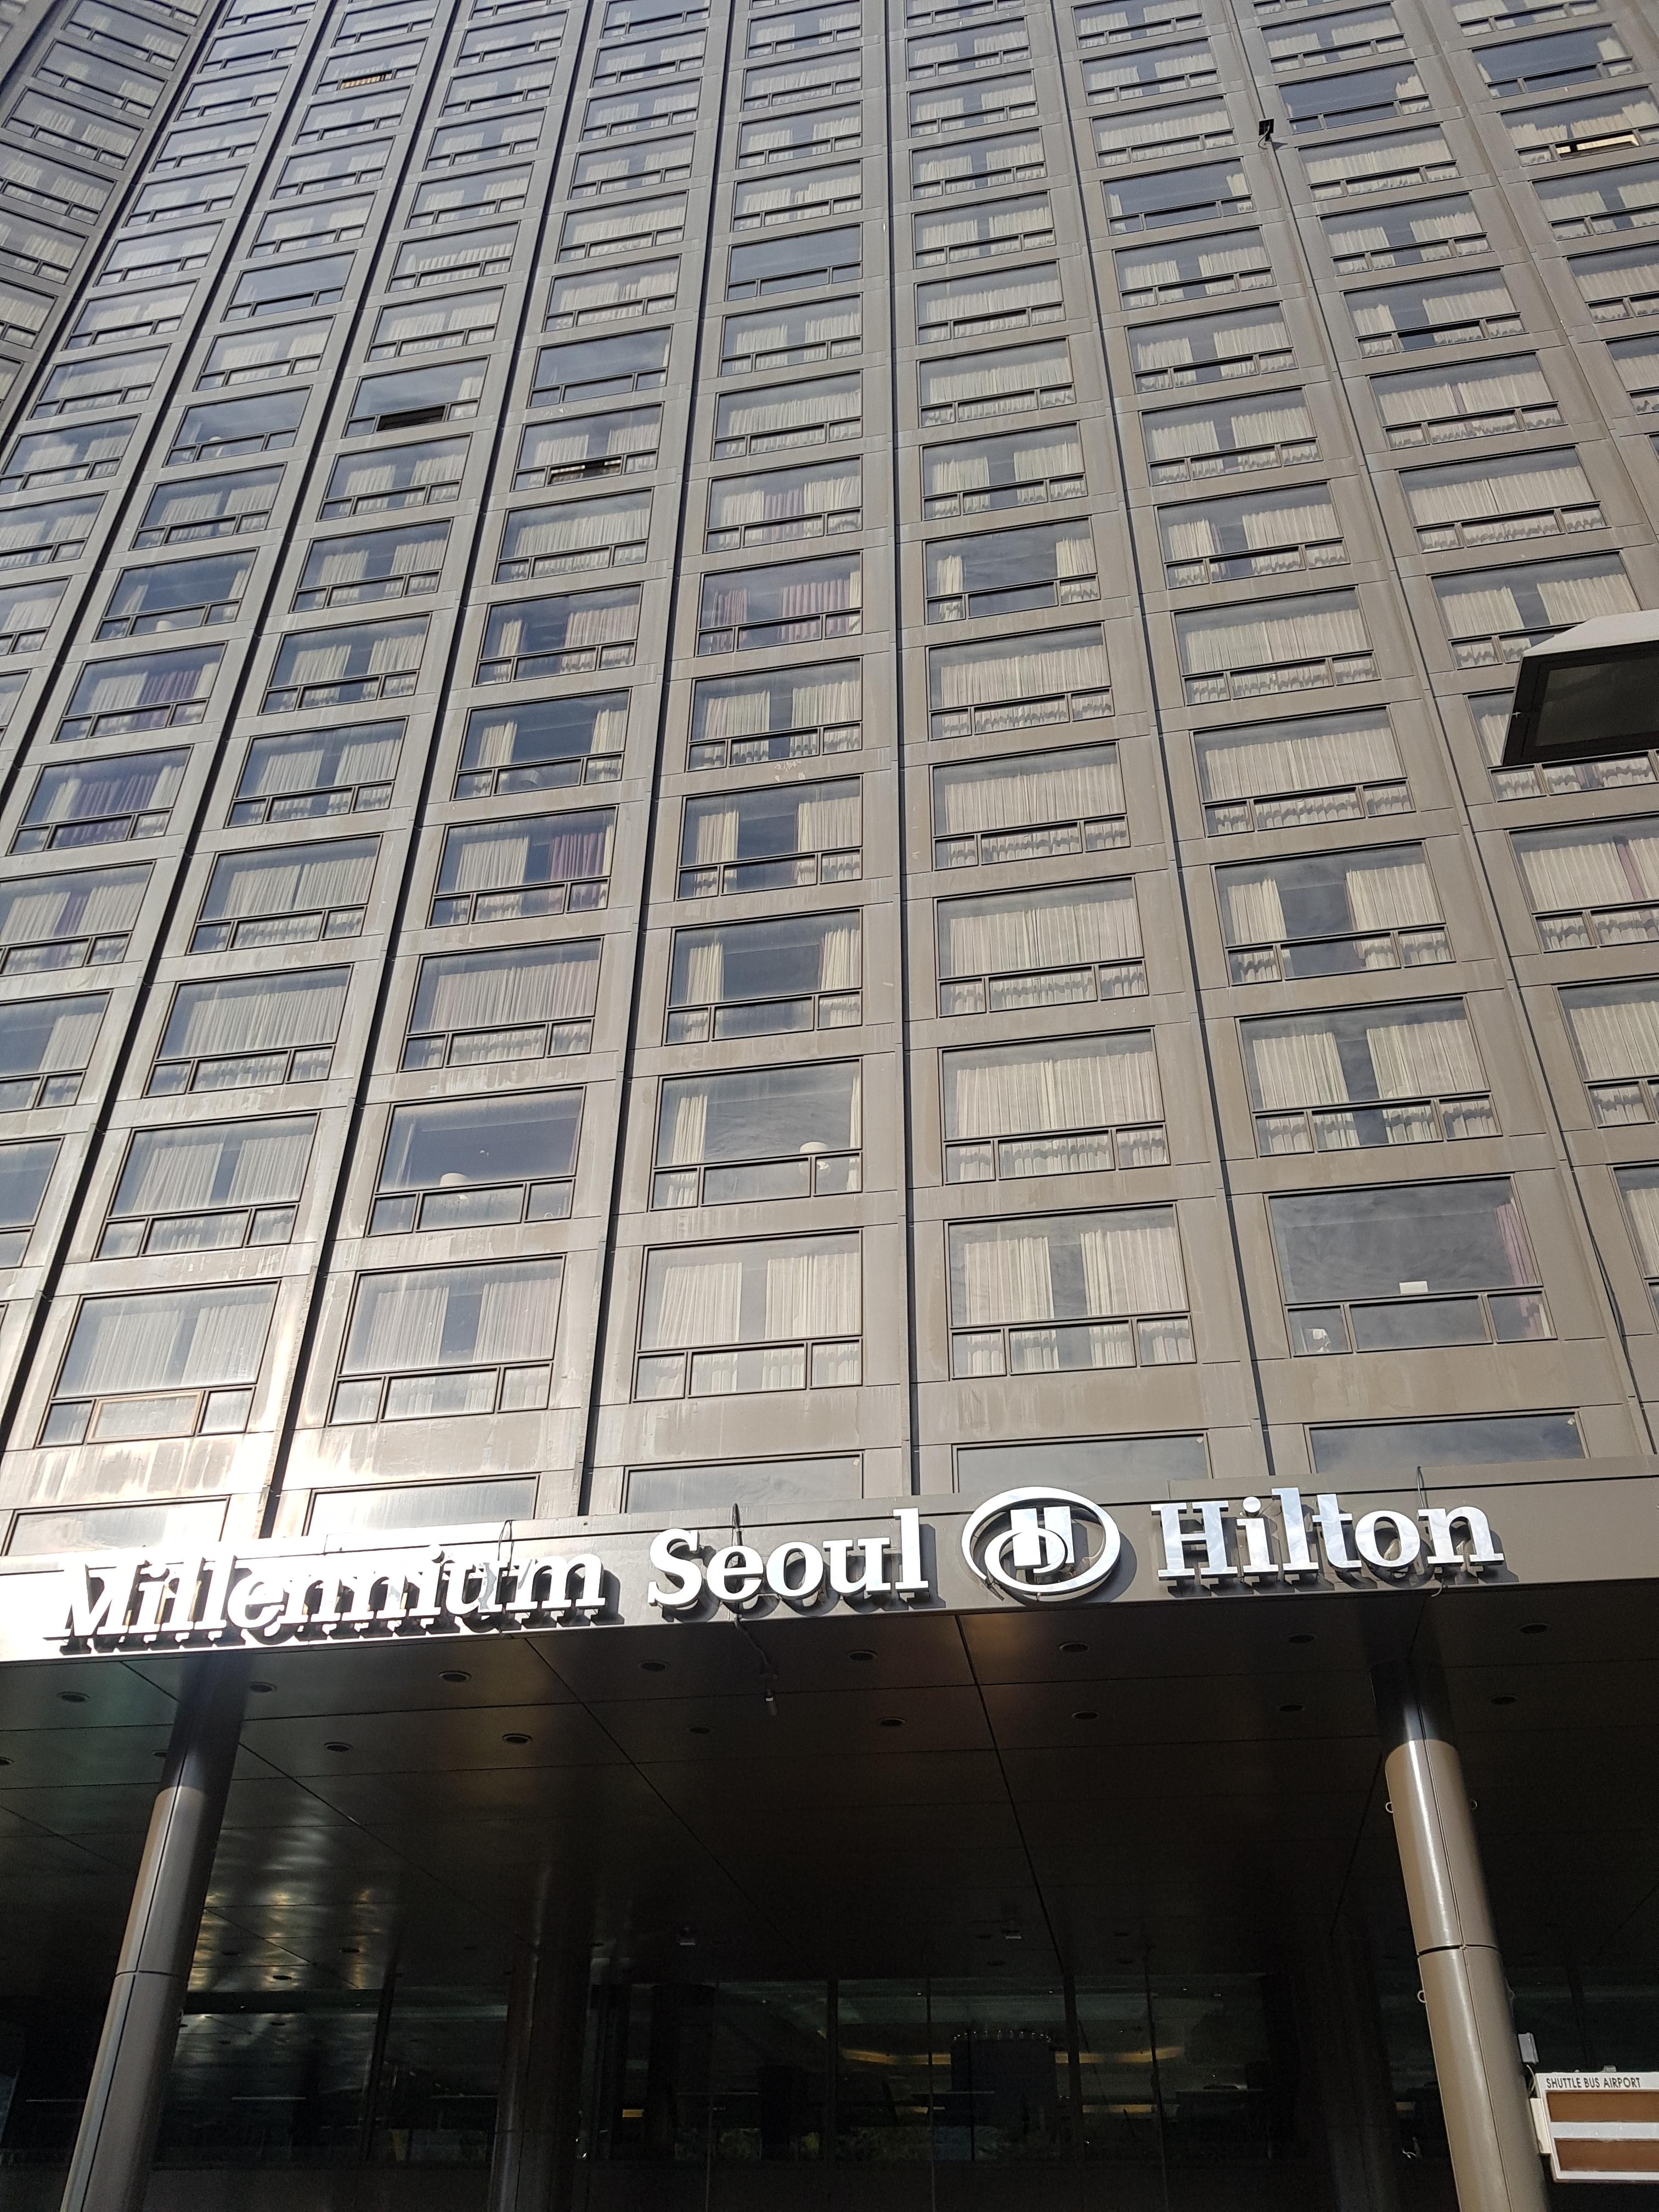 Millennium Seoul H Hilton
SHUTTLE BUS AIRPORT